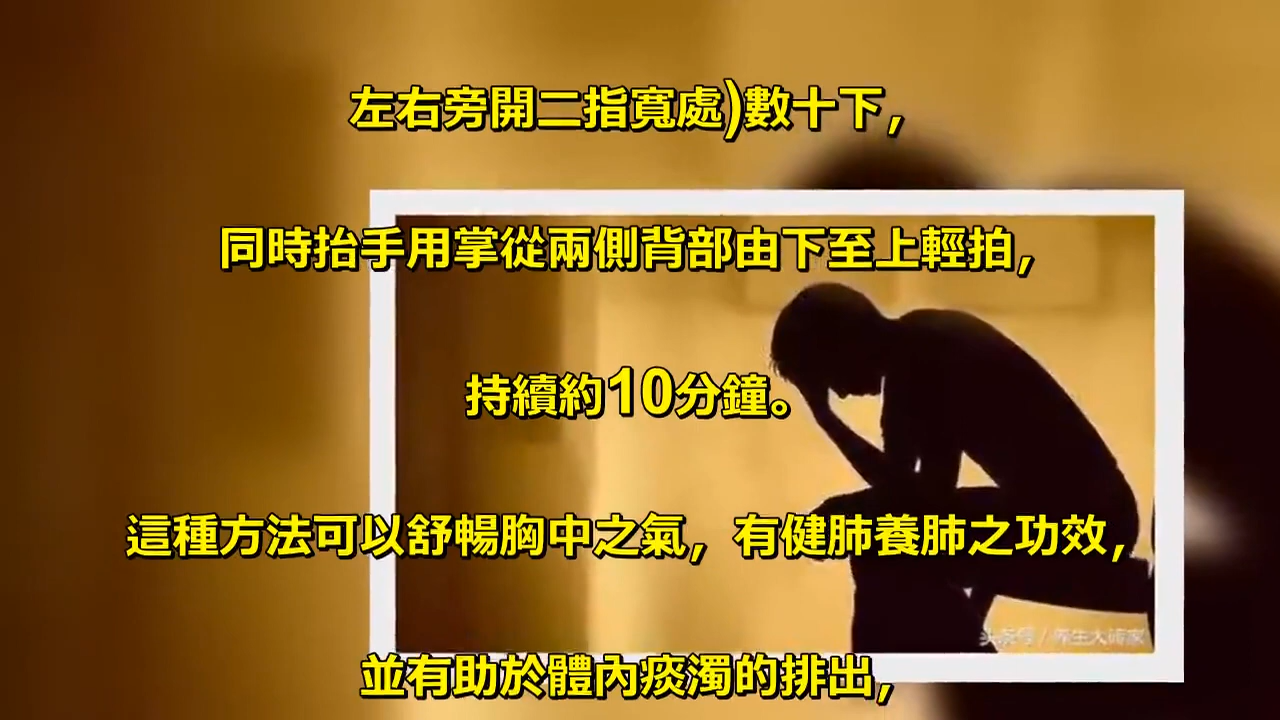 左右旁開二指寬處)數十下，
同時抬手用掌從兩側背部由下至上輕拍，
持續約10分鐘。
這種方法可以舒暢胸中之氣，有健肺養肺之功效，
並有助於體內痰濁的排出，